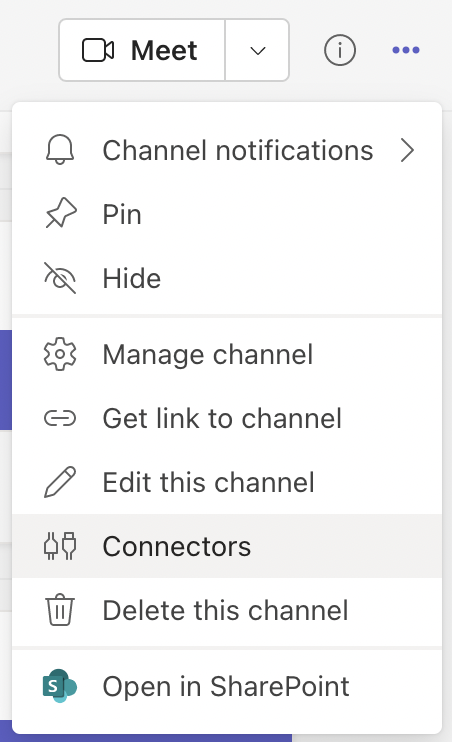 Meet
Channel notifications
Pin
Hide
Manage channel
Get link to channel
Edit this channel
Connectors
Delete this channel
S
Open in SharePoint